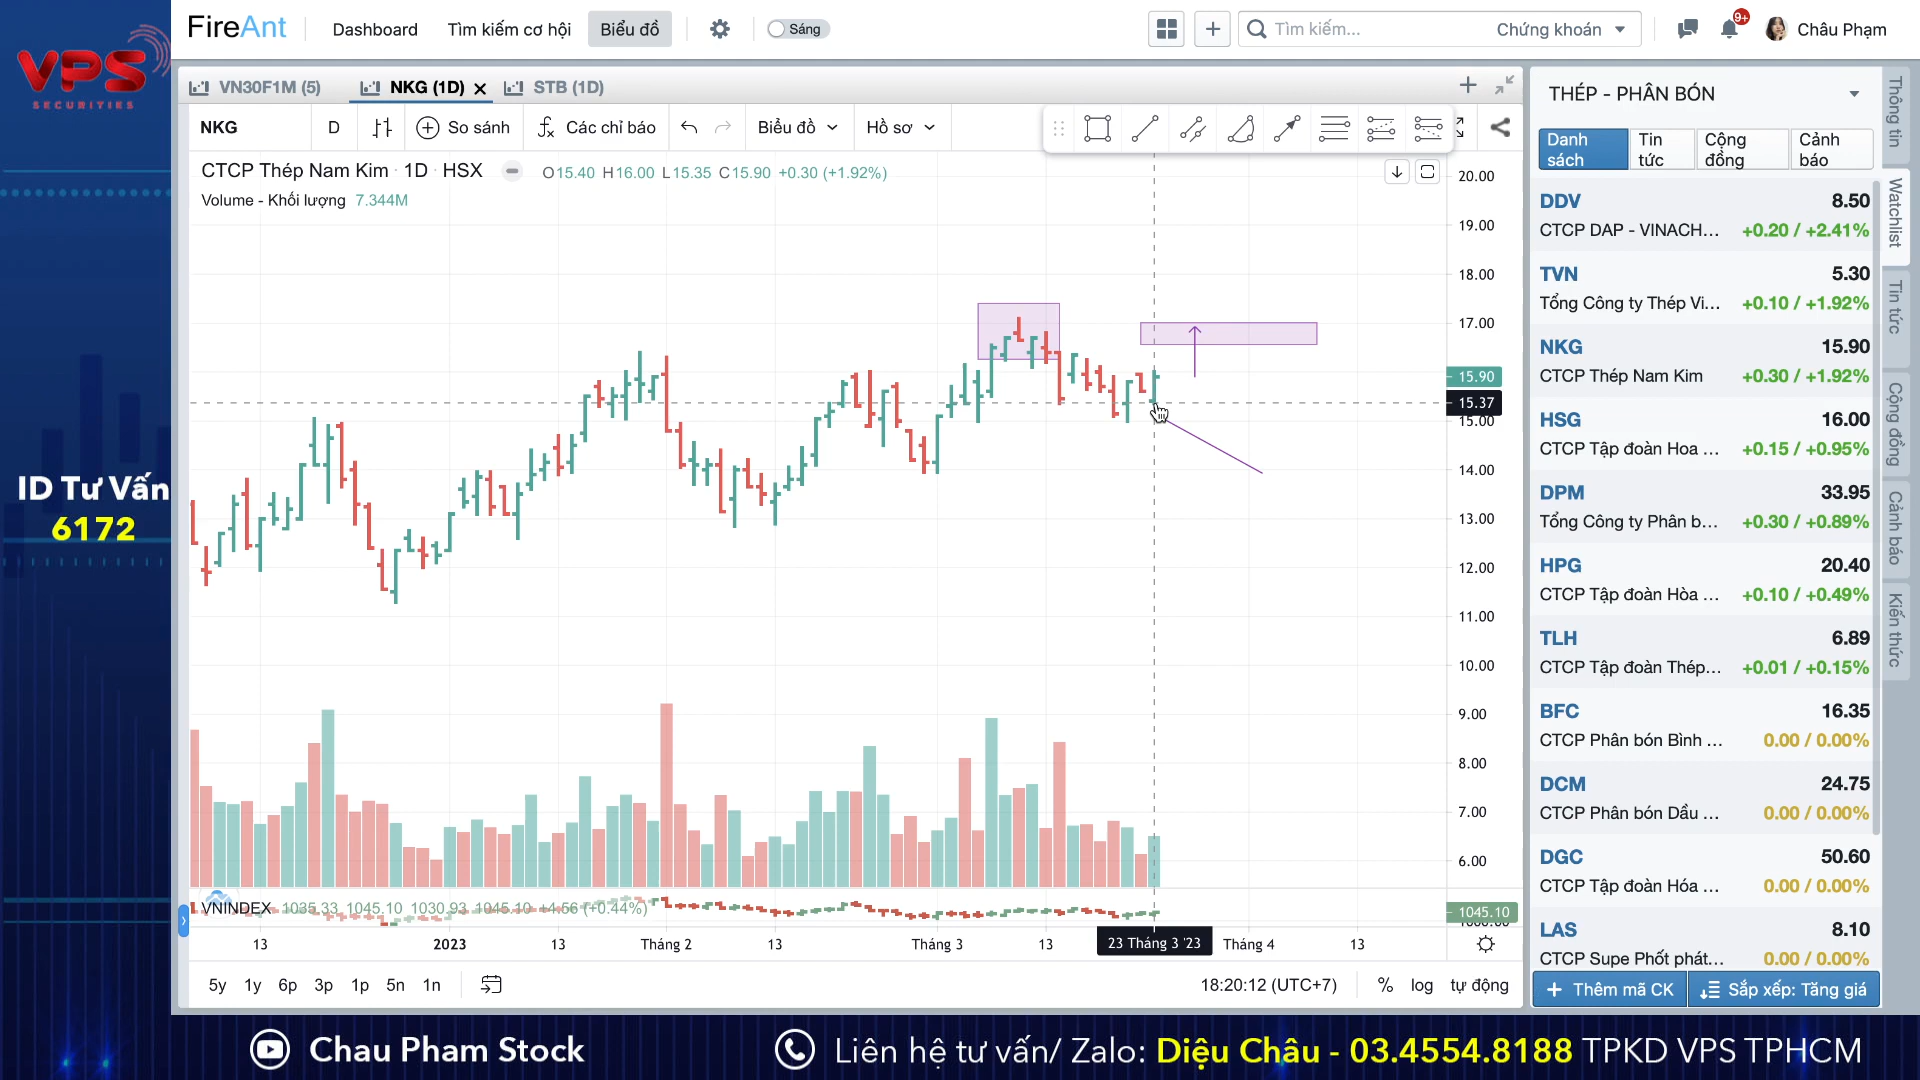 VPS
SECURITIES
ID Tư Vấn
6172
FireAnt
Dashboard
Tìm kiếm cơ hội
Biểu đồ
Sáng
Tìm kiếm...
Chứng khoán
9+
Châu Phạm
VN30F1M (5)
NKG (1D)
STB (1D)
NKG
D
So sánh
Các chỉ báo
Biểu đồ
Hồ sơ
CTCP Thép Nam Kim · 1D · HSX
O15.40 H16.00 L15.35 C15.90 +0.30 (+1.92%)
Volume - Khối lượng 7.344M
20.00
19.00
18.00
17.00
15.90
15.37
15.00
14.00
13.00
12.00
11.00
10.00
9.00
8.00
7.00
6.00
VNINDEX 1035.33 1045.10 1030.93 1045.10 +4.56 (+0.44%)
1045.10
13
2023
13
Tháng 2
13
Tháng 3
13
23 Tháng 3 '23
Tháng 4
13
5y 1y 6p 3p 1p 5n 1n
18:20:12 (UTC+7)
% log tự động
THÉP - PHÂN BÓN
Danh sách
Tin tức
Cộng đồng
Cảnh báo
DDV 8.50
CTCP DAP - VINACH... +0.20 / +2.41%
TVN 5.30
Tổng Công ty Thép Vi... +0.10 / +1.92%
NKG 15.90
CTCP Thép Nam Kim +0.30 / +1.92%
HSG 16.00
CTCP Tập đoàn Hoa ... +0.15 / +0.95%
DPM 33.95
Tổng Công ty Phân b... +0.30 / +0.89%
HPG 20.40
CTCP Tập đoàn Hòa ... +0.10 / +0.49%
TLH 6.89
CTCP Tập đoàn Thép... +0.01 / +0.15%
BFC 16.35
CTCP Phân bón Bình ... 0.00 / 0.00%
DCM 24.75
CTCP Phân bón Dầu ... 0.00 / 0.00%
DGC 50.60
CTCP Tập đoàn Hóa ... 0.00 / 0.00%
LAS 8.10
CTCP Supe Phốt phát... 0.00 / 0.00%
Thêm mã CK
Sắp xếp: Tăng giá
Thông tin
Watchlist
Tin tức
Cộng đồng
Cảnh báo
Kiến thức
Chau Pham Stock
Liên hệ tư vấn/ Zalo: Diệu Châu - 03.4554.8188 TPKD VPS TPHCM